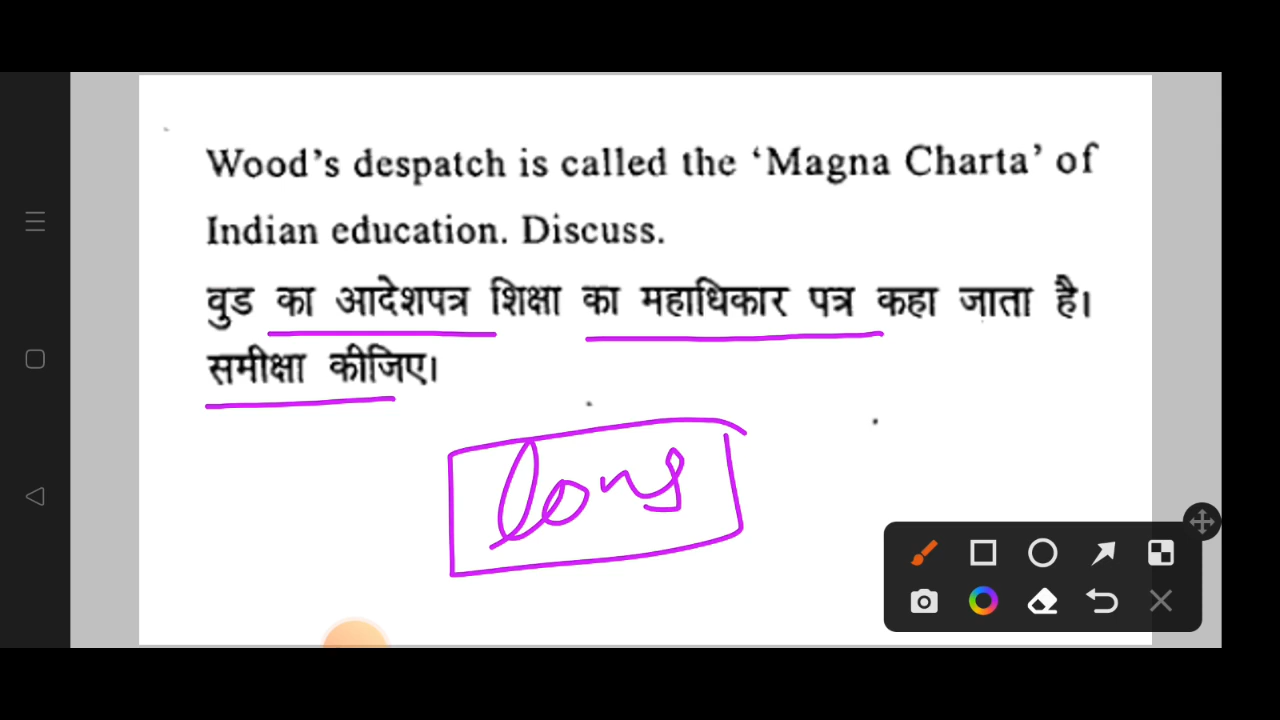 Wood's despatch is called the 'Magna Charta' of
Indian education. Discuss.
वुड का आदेशपत्र शिक्षा का महाधिकार पत्र कहा जाता है।
समीक्षा कीजिए।
long